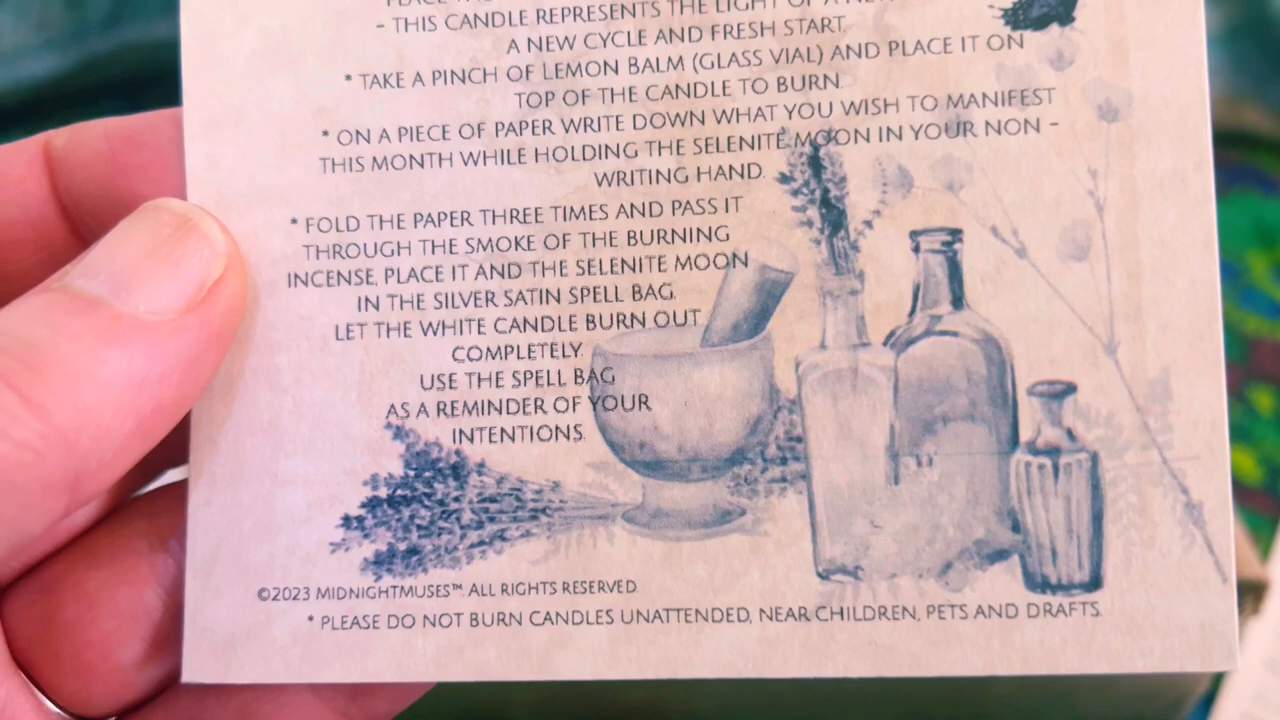 - THIS CANDLE REPRESENTS THE LIGHT OF A
A NEW CYCLE AND FRESH START.
* TAKE A PINCH OF LEMON BALM (GLASS VIAL) AND PLACE IT ON
TOP OF THE CANDLE TO BURN.
* ON A PIECE OF PAPER WRITE DOWN WHAT YOU WISH TO MANIFEST
THIS MONTH WHILE HOLDING THE SELENITE MOON IN YOUR NON -
WRITING HAND.
* FOLD THE PAPER THREE TIMES AND PASS IT
THROUGH THE SMOKE OF THE BURNING
INCENSE, PLACE IT AND THE SELENITE MOON
IN THE SILVER SATIN SPELL BAG.
LET THE WHITE CANDLE BURN OUT
COMPLETELY.
USE THE SPELL BAG
AS A REMINDER OF YOUR
INTENTIONS.
©2023 MIDNIGHTMUSES™. ALL RIGHTS RESERVED.
* PLEASE DO NOT BURN CANDLES UNATTENDED, NEAR CHILDREN, PETS AND DRAFTS.